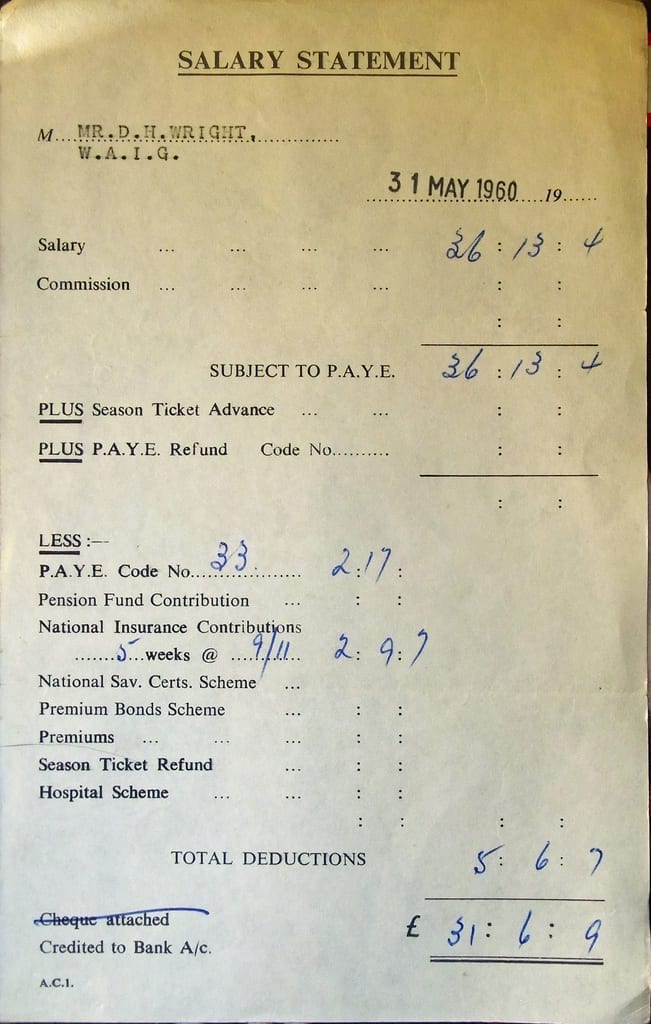 SALARY STATEMENT
M....MR.D.H.WRIGHT,..............
W.A.I.G.
31 MAY 1960 19......
Salary ... ... ... ... 36 : 13 : 4
Commission ... ... ... ... : :
: :
SUBJECT TO P.A.Y.E. 36 : 13 : 4
PLUS Season Ticket Advance ... ... : :
PLUS P.A.Y.E. Refund Code No.......... : :
: :
LESS :—
P.A.Y.E. Code No....33............ 2 : 17 :
Pension Fund Contribution ... : :
National Insurance Contributions
.......5...weeks @ ....9/11...... 2 : 9 : 7
National Sav. Certs. Scheme ...
Premium Bonds Scheme ... : :
Premiums ... ... ... : :
Season Ticket Refund ... : :
Hospital Scheme ... ... : :
: : : :
TOTAL DEDUCTIONS 5 : 6 : 7
Cheque attached £ 31 : 6 : 9
Credited to Bank A/c.
A.C.1.